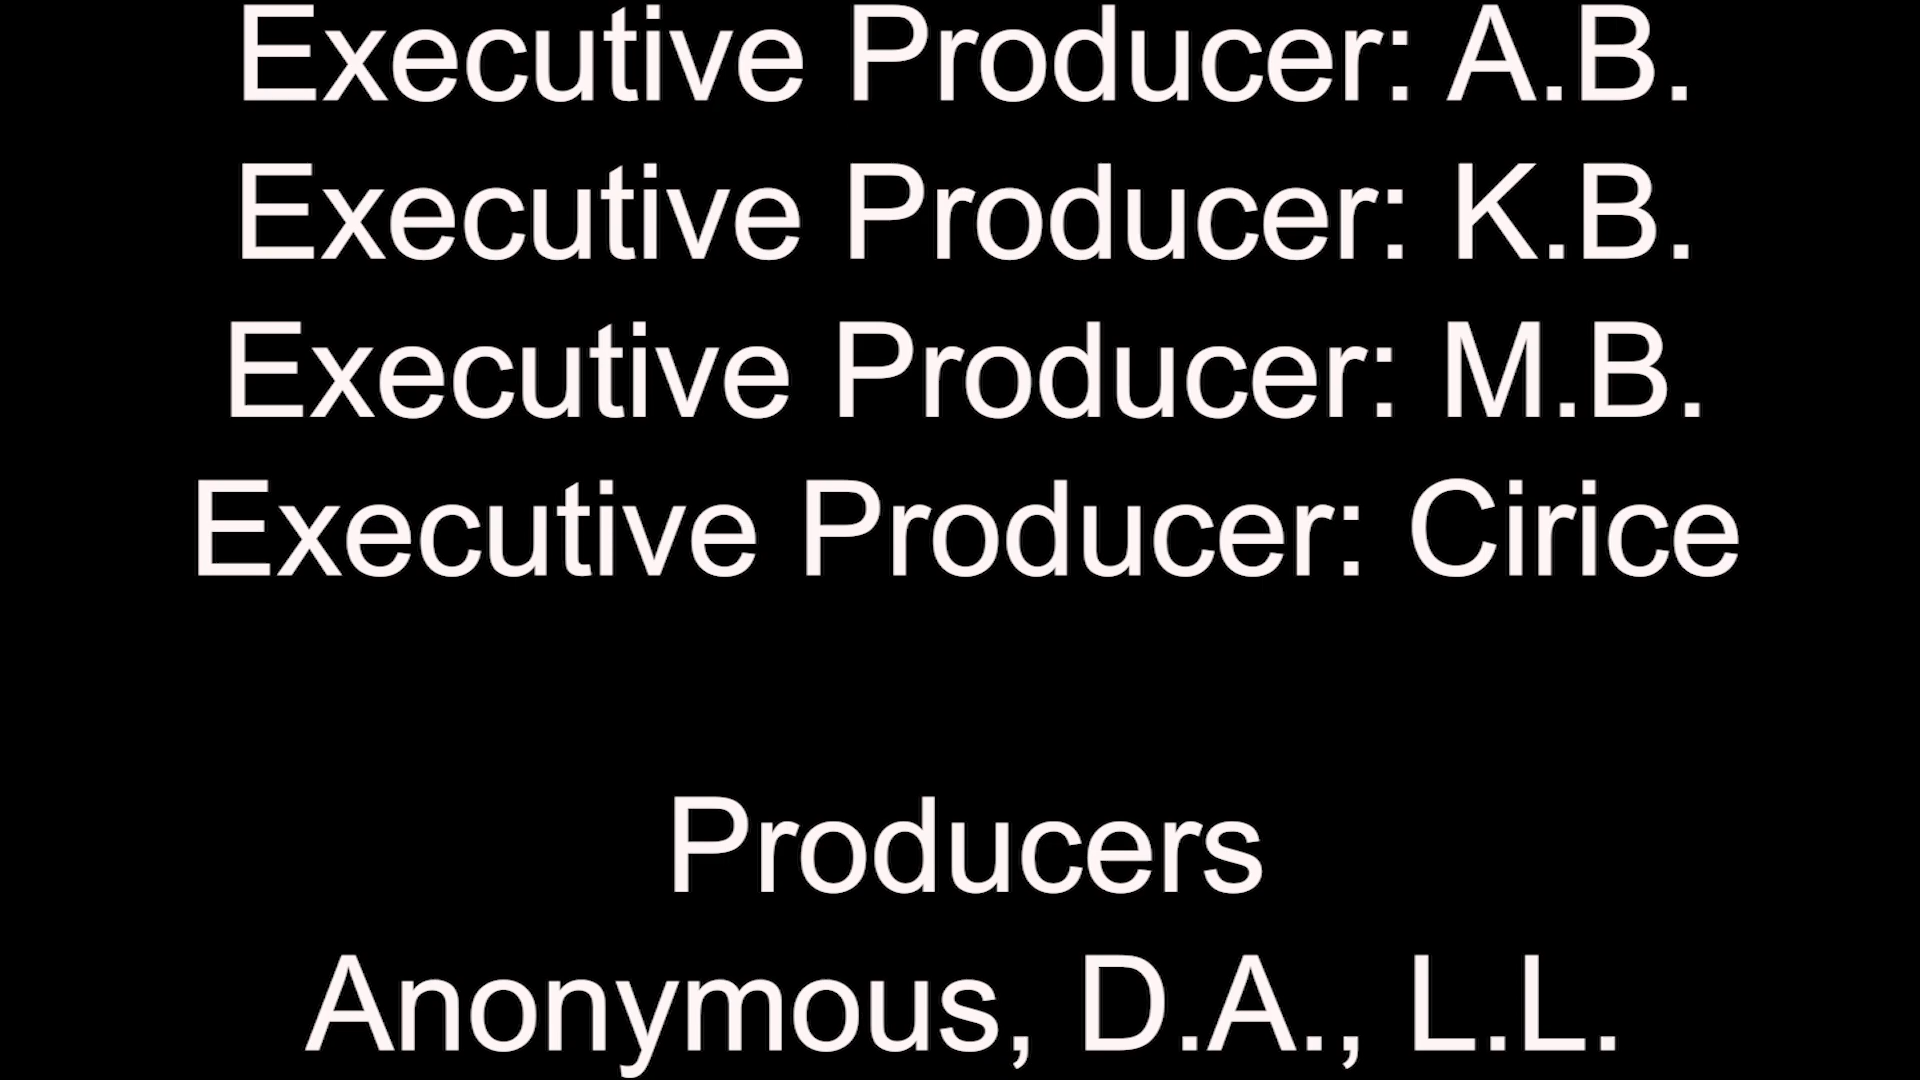 Executive Producer: A.B.
Executive Producer: K.B.
Executive Producer: M.B.
Executive Producer: Cirice
Producers
Anonymous, D.A., L.L.